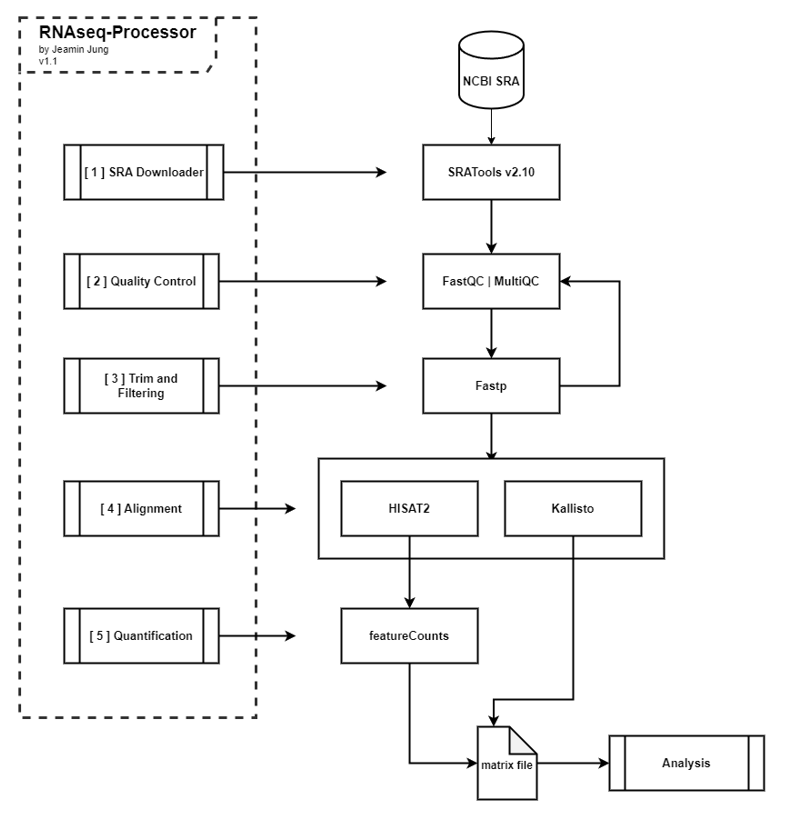 RNAseq-Processor
by Jeamin Jung
v1.1
NCBI SRA
[ 1 ] SRA Downloader
SRATools v2.10
[ 2 ] Quality Control
FastQC | MultiQC
[ 3 ] Trim and
Filtering
Fastp
[ 4 ] Alignment
HISAT2
Kallisto
[ 5 ] Quantification
featureCounts
matrix file
Analysis